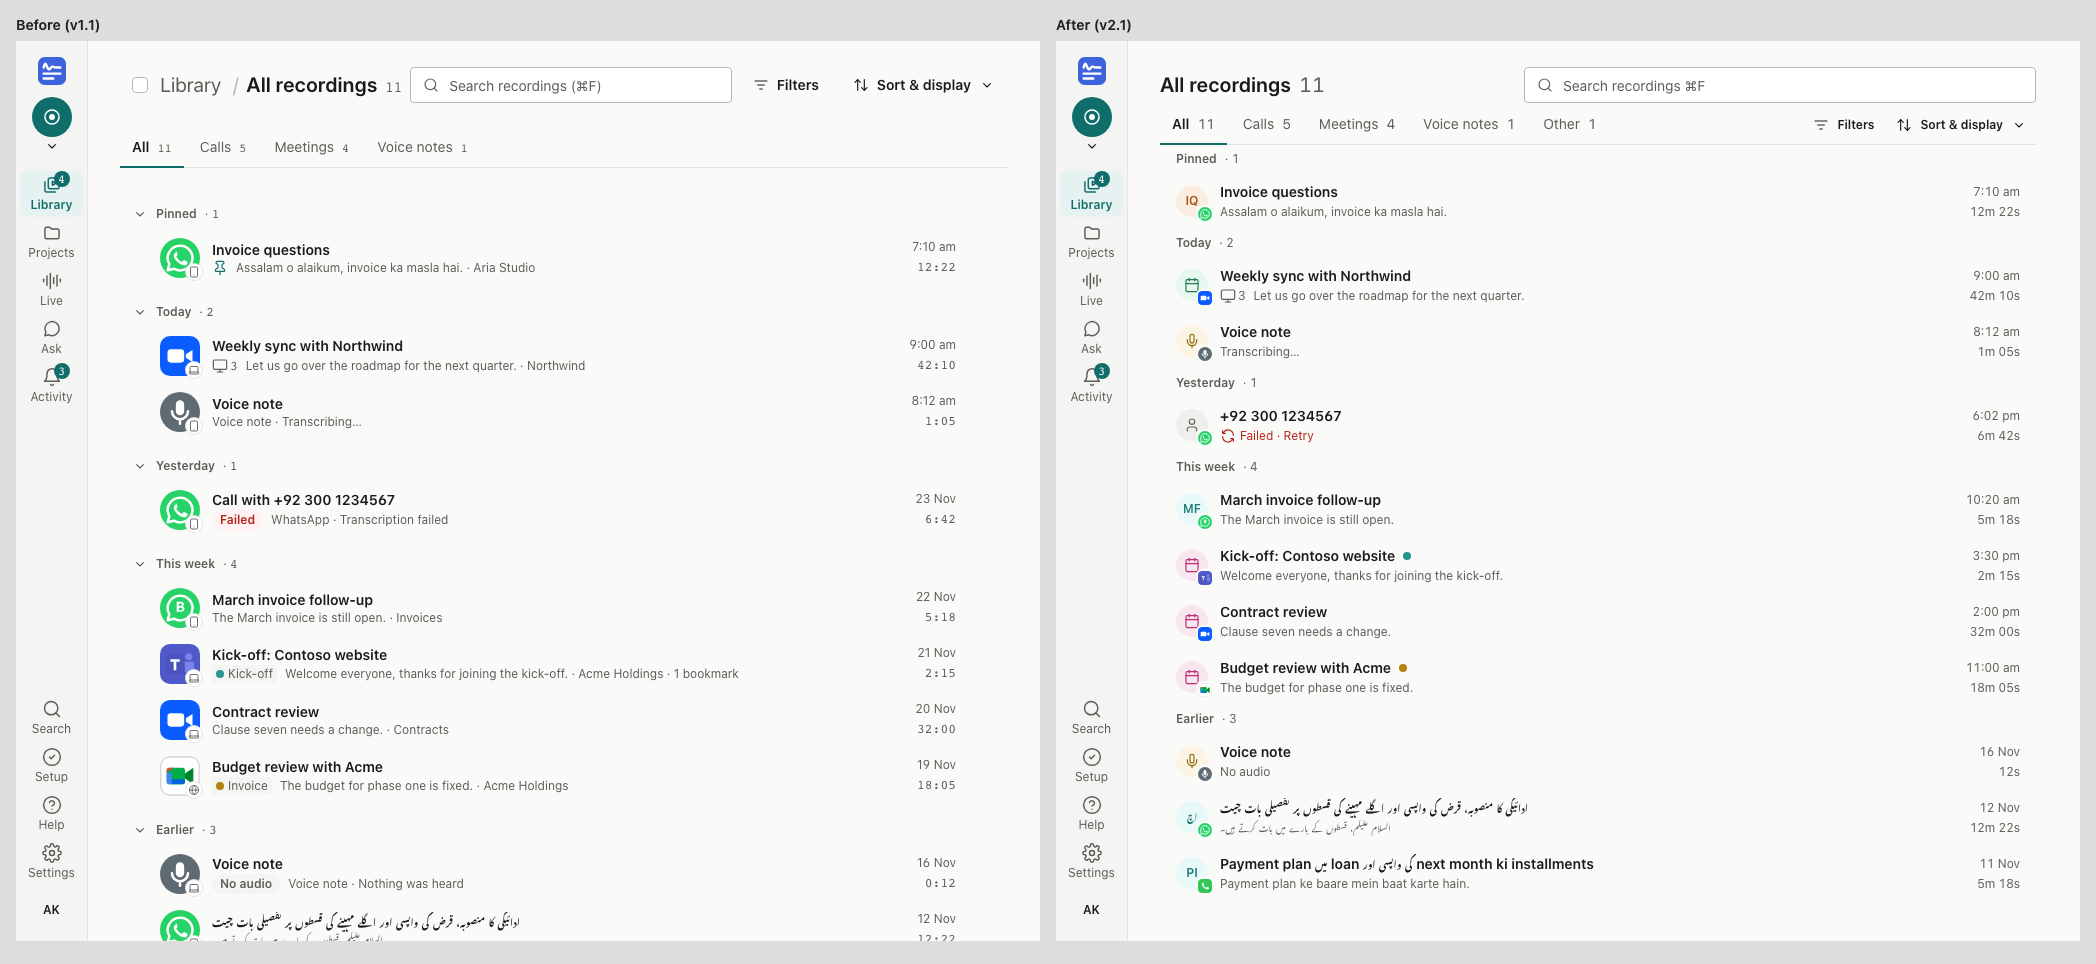 Before (v1.1)
Library / All recordings 11
Search recordings (⌘F)
Filters
Sort & display
All 11
Calls 5
Meetings 4
Voice notes 1
4
Library
Projects
Live
Ask
3
Activity
Search
Setup
Help
Settings
AK
Pinned · 1
Invoice questions
7:10 am
Assalam o alaikum, invoice ka masla hai. · Aria Studio
12:22
Today · 2
Weekly sync with Northwind
9:00 am
3 Let us go over the roadmap for the next quarter. · Northwind
42:10
Voice note
8:12 am
Voice note · Transcribing...
1:05
Yesterday · 1
Call with +92 300 1234567
23 Nov
Failed WhatsApp · Transcription failed
6:42
This week · 4
B
March invoice follow-up
22 Nov
The March invoice is still open. · Invoices
5:18
T
Kick-off: Contoso website
21 Nov
Kick-off Welcome everyone, thanks for joining the kick-off. · Acme Holdings · 1 bookmark
2:15
Contract review
20 Nov
Clause seven needs a change. · Contracts
32:00
Budget review with Acme
19 Nov
Invoice The budget for phase one is fixed. · Acme Holdings
18:05
Earlier · 3
Voice note
16 Nov
No audio Voice note · Nothing was heard
0:12
ادائیگی کا منصوبہ، قرض کی واپسی اور اگلے مہینے کی قسطوں پر تفصیلی بات چیت
12 Nov
12:22
After (v2.1)
All recordings 11
Search recordings ⌘F
All 11
Calls 5
Meetings 4
Voice notes 1
Other 1
Filters
Sort & display
4
Library
Projects
Live
Ask
3
Activity
Search
Setup
Help
Settings
AK
Pinned · 1
IQ
Invoice questions
7:10 am
Assalam o alaikum, invoice ka masla hai.
12m 22s
Today · 2
Weekly sync with Northwind
9:00 am
3 Let us go over the roadmap for the next quarter.
42m 10s
Voice note
8:12 am
Transcribing...
1m 05s
Yesterday · 1
+92 300 1234567
6:02 pm
Failed · Retry
6m 42s
This week · 4
MF
March invoice follow-up
10:20 am
The March invoice is still open.
5m 18s
Kick-off: Contoso website
3:30 pm
Welcome everyone, thanks for joining the kick-off.
2m 15s
Contract review
2:00 pm
Clause seven needs a change.
32m 00s
Budget review with Acme
11:00 am
The budget for phase one is fixed.
18m 05s
Earlier · 3
Voice note
16 Nov
No audio
12s
اچ
ادائیگی کا منصوبہ، قرض کی واپسی اور اگلے مہینے کی قسطوں پر تفصیلی بات چیت
12 Nov
السلام علیکم، قسطوں کے بارے میں بات کرتے ہیں۔
12m 22s
PI
Payment plan میں loan کی واپسی اور next month ki installments
11 Nov
Payment plan ke baare mein baat karte hain.
5m 18s